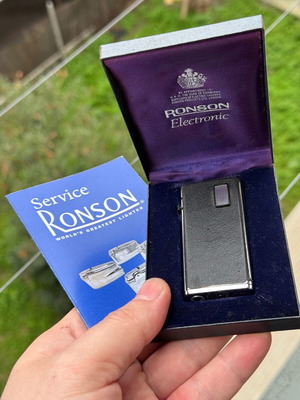 Service
RONSON
WORLD'S GREATEST LIGHTER
RONSON
Electronic